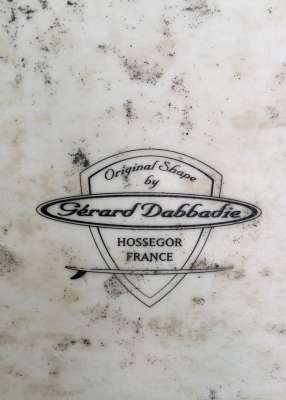 Original Shape
by
Gérard Dabbadie
HOSSEGOR
FRANCE